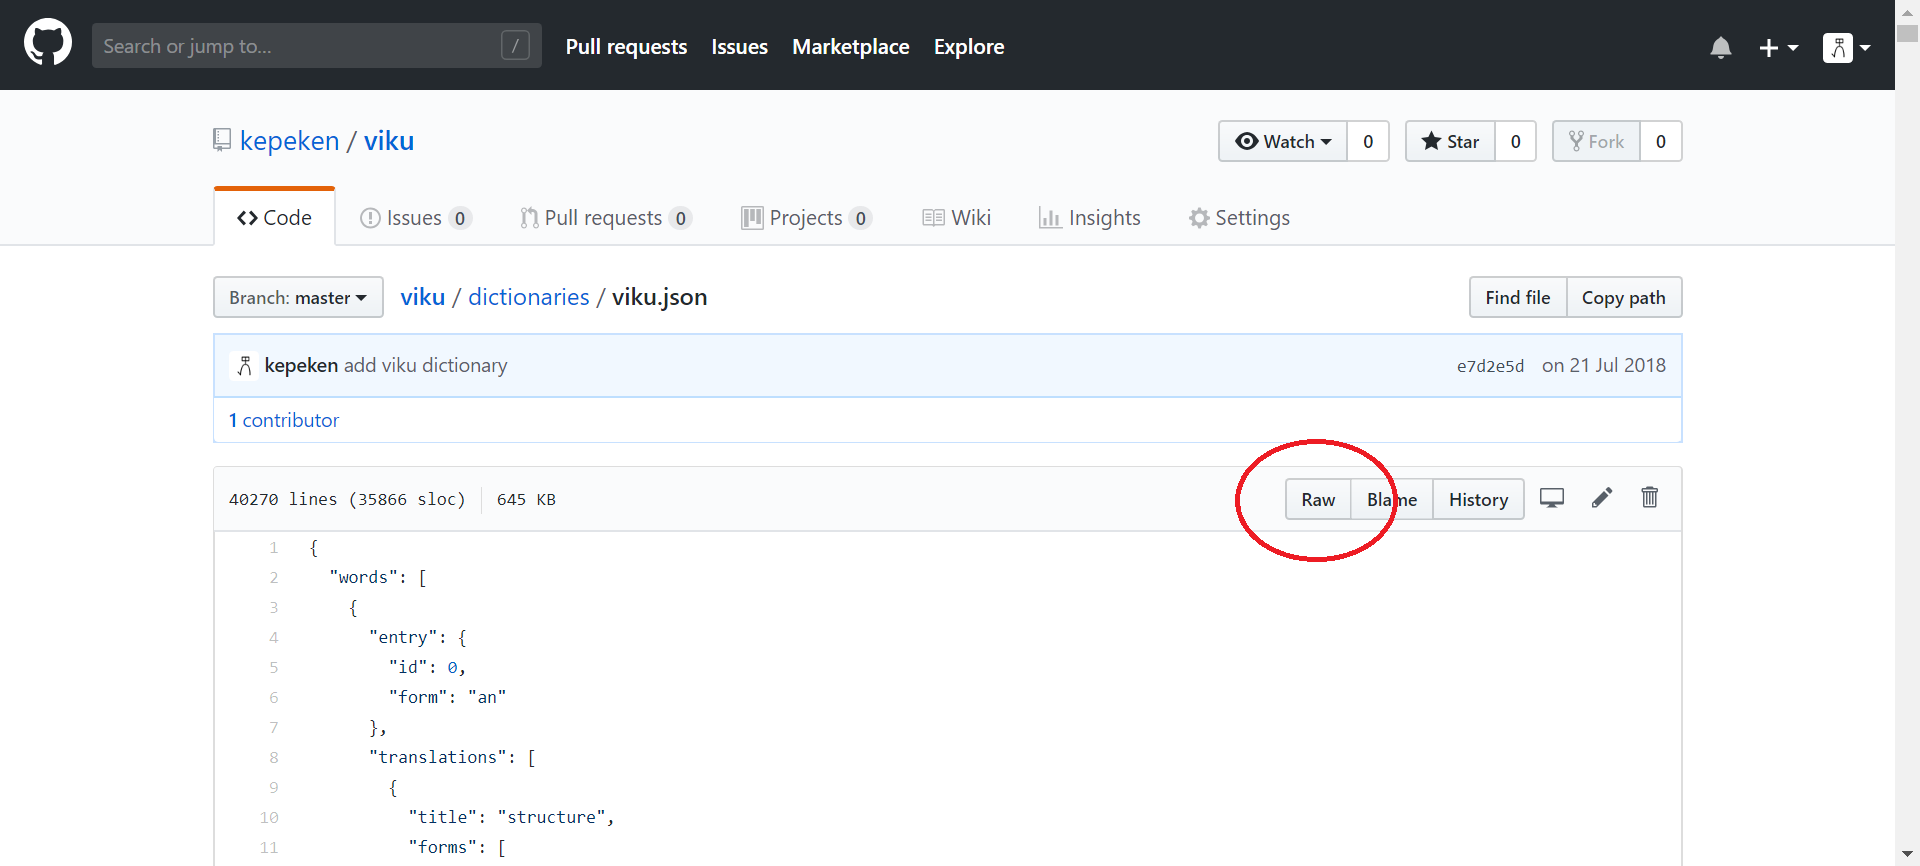 Search or jump to... / Pull requests Issues Marketplace Explore
kepeken / viku Watch 0 Star 0 Fork 0
Code Issues 0 Pull requests 0 Projects 0 Wiki Insights Settings
Branch: master viku / dictionaries / viku.json Find file Copy path
kepeken add viku dictionary e7d2e5d on 21 Jul 2018
1 contributor
40270 lines (35866 sloc) 645 KB Raw Blame History
1 {
2 "words": [
3 {
4 "entry": {
5 "id": 0,
6 "form": "an"
7 },
8 "translations": [
9 {
10 "title": "structure",
11 "forms": [